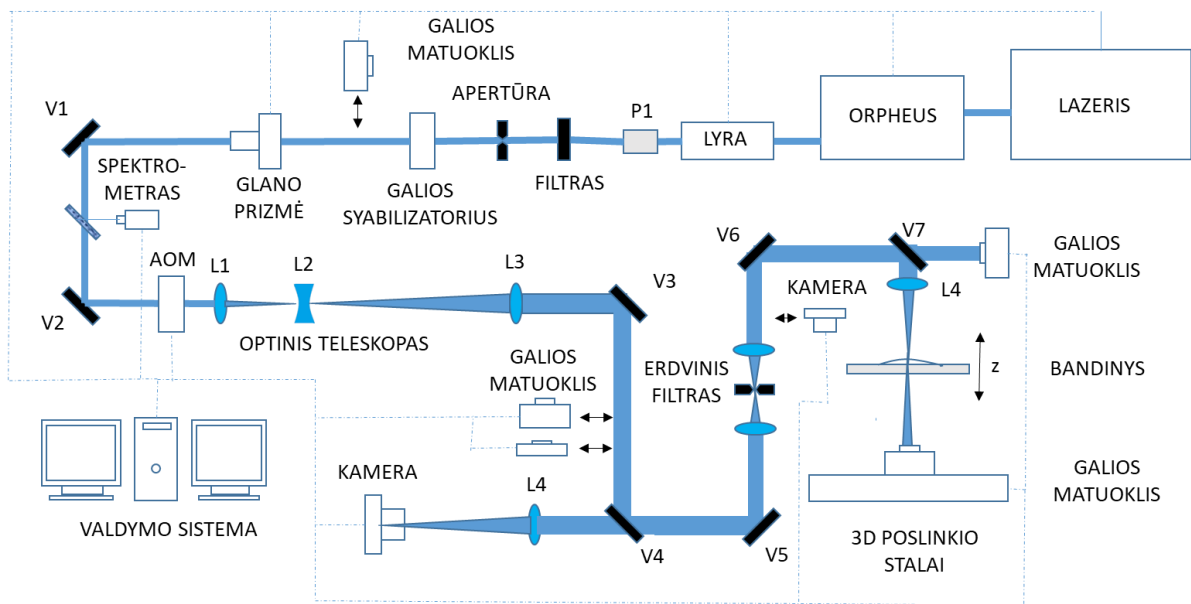 GALIOS
MATUOKLIS
V1
APERTŪRA
P1
LYRA
ORPHEUS
LAZERIS
SPEKTRO-
METRAS
GLANO
PRIZMĖ
GALIOS
SYABILIZATORIUS
FILTRAS
V2
AOM
L1
L2
L3
V3
OPTINIS TELESKOPAS
V6
V7
GALIOS
MATUOKLIS
KAMERA
L4
GALIOS
MATUOKLIS
ERDVINIS
FILTRAS
z
BANDINYS
KAMERA
L4
V4
V5
GALIOS
MATUOKLIS
VALDYMO SISTEMA
3D POSLINKIO
STALAI